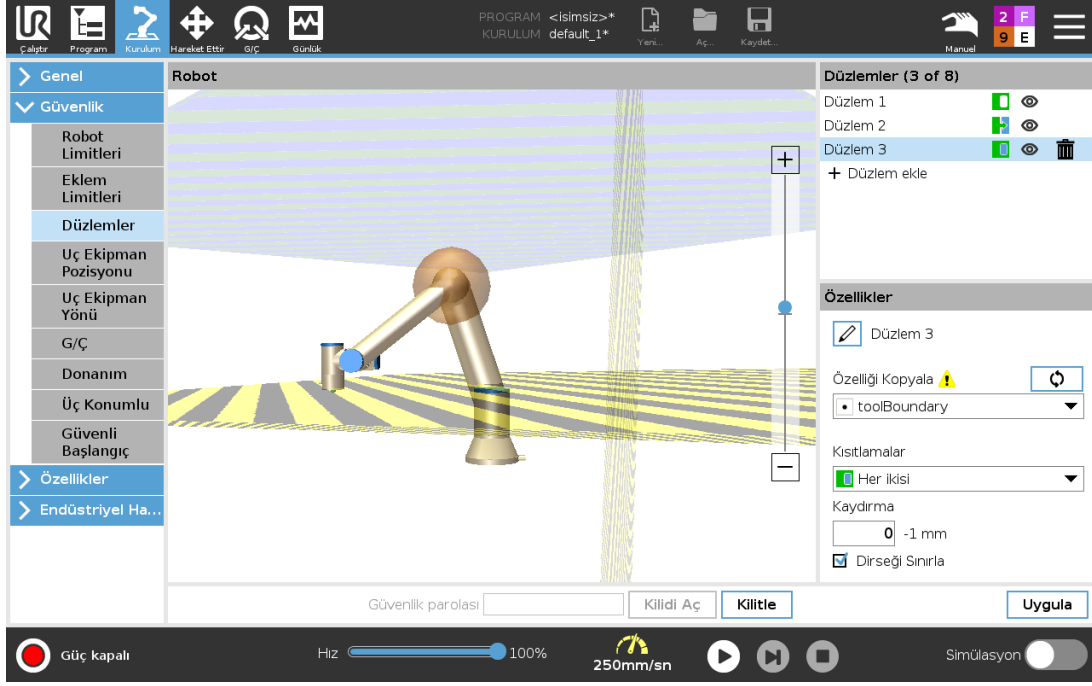 UR
PROGRAM <isimsiz>*
KURULUM default_1*
Çalıştır
Program
Kurulum
Hareket Ettir
G/Ç
Günlük
Yeni...
Aç...
Kaydet...
Manuel
2 F
9 E
Genel
Güvenlik
Robot
Limitleri
Eklem
Limitleri
Düzlemler
Uç Ekipman
Pozisyonu
Uç Ekipman
Yönü
G/Ç
Donanım
Üç Konumlu
Güvenli
Başlangıç
Özellikler
Endüstriyel Ha...
Robot
Düzlemler (3 of 8)
Düzlem 1
Düzlem 2
Düzlem 3
+ Düzlem ekle
Özellikler
Düzlem 3
Özelliği Kopyala
toolBoundary
Kısıtlamalar
Her ikisi
Kaydırma
0 -1 mm
Dirseği Sınırla
Güvenlik parolası
Kilidi Aç
Kilitle
Uygula
Güç kapalı
Hız
100%
250mm/sn
Simülasyon